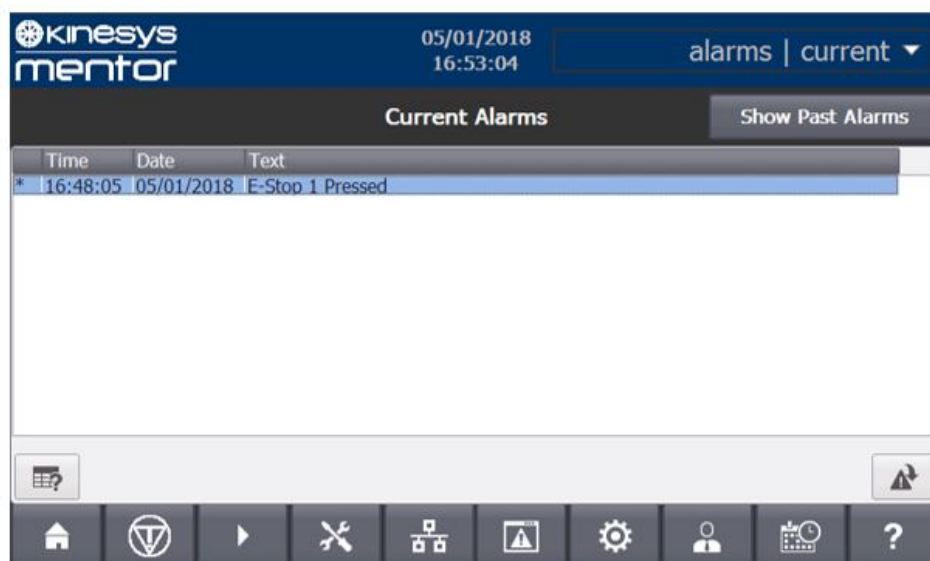 kinesys
mentor
05/01/2018
16:53:04
alarms | current
Current Alarms
Show Past Alarms
Time Date Text
* 16:48:05 05/01/2018 E-Stop 1 Pressed
?
?